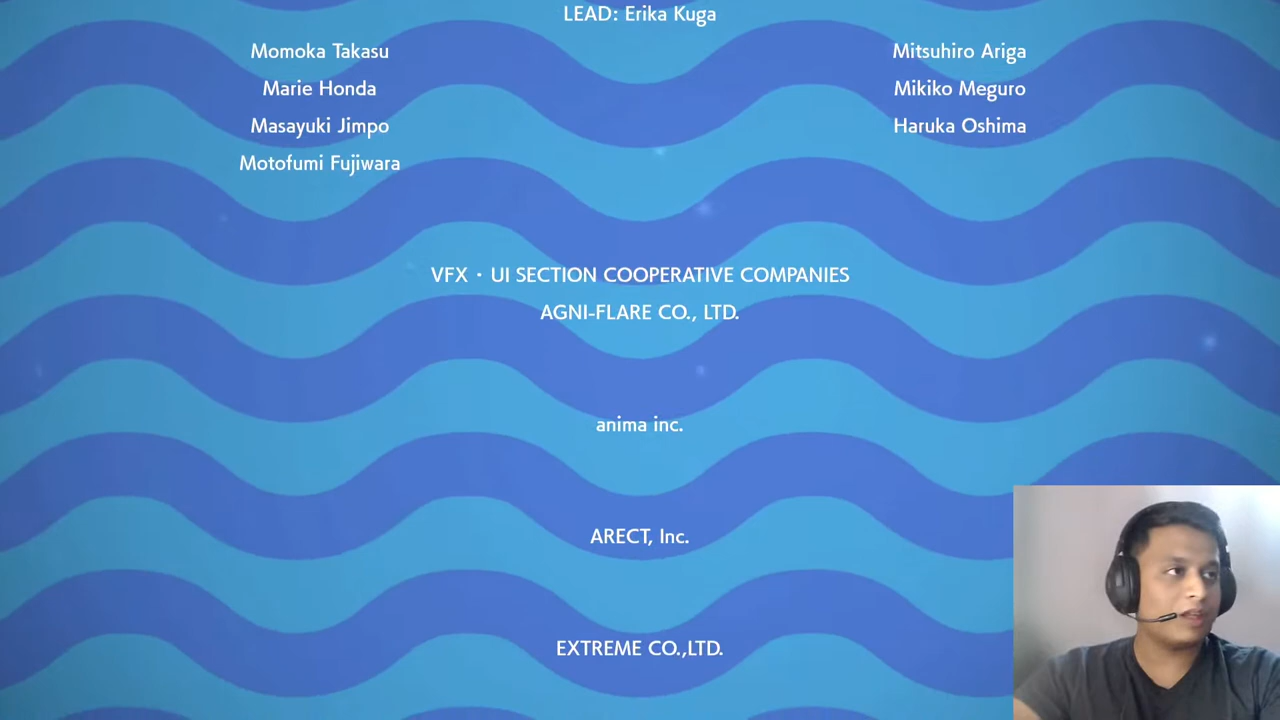 LEAD: Erika Kuga
Momoka Takasu
Mitsuhiro Ariga
Marie Honda
Mikiko Meguro
Masayuki Jimpo
Haruka Oshima
Motofumi Fujiwara
VFX・UI SECTION COOPERATIVE COMPANIES
AGNI-FLARE CO., LTD.
anima inc.
ARECT, Inc.
EXTREME CO.,LTD.